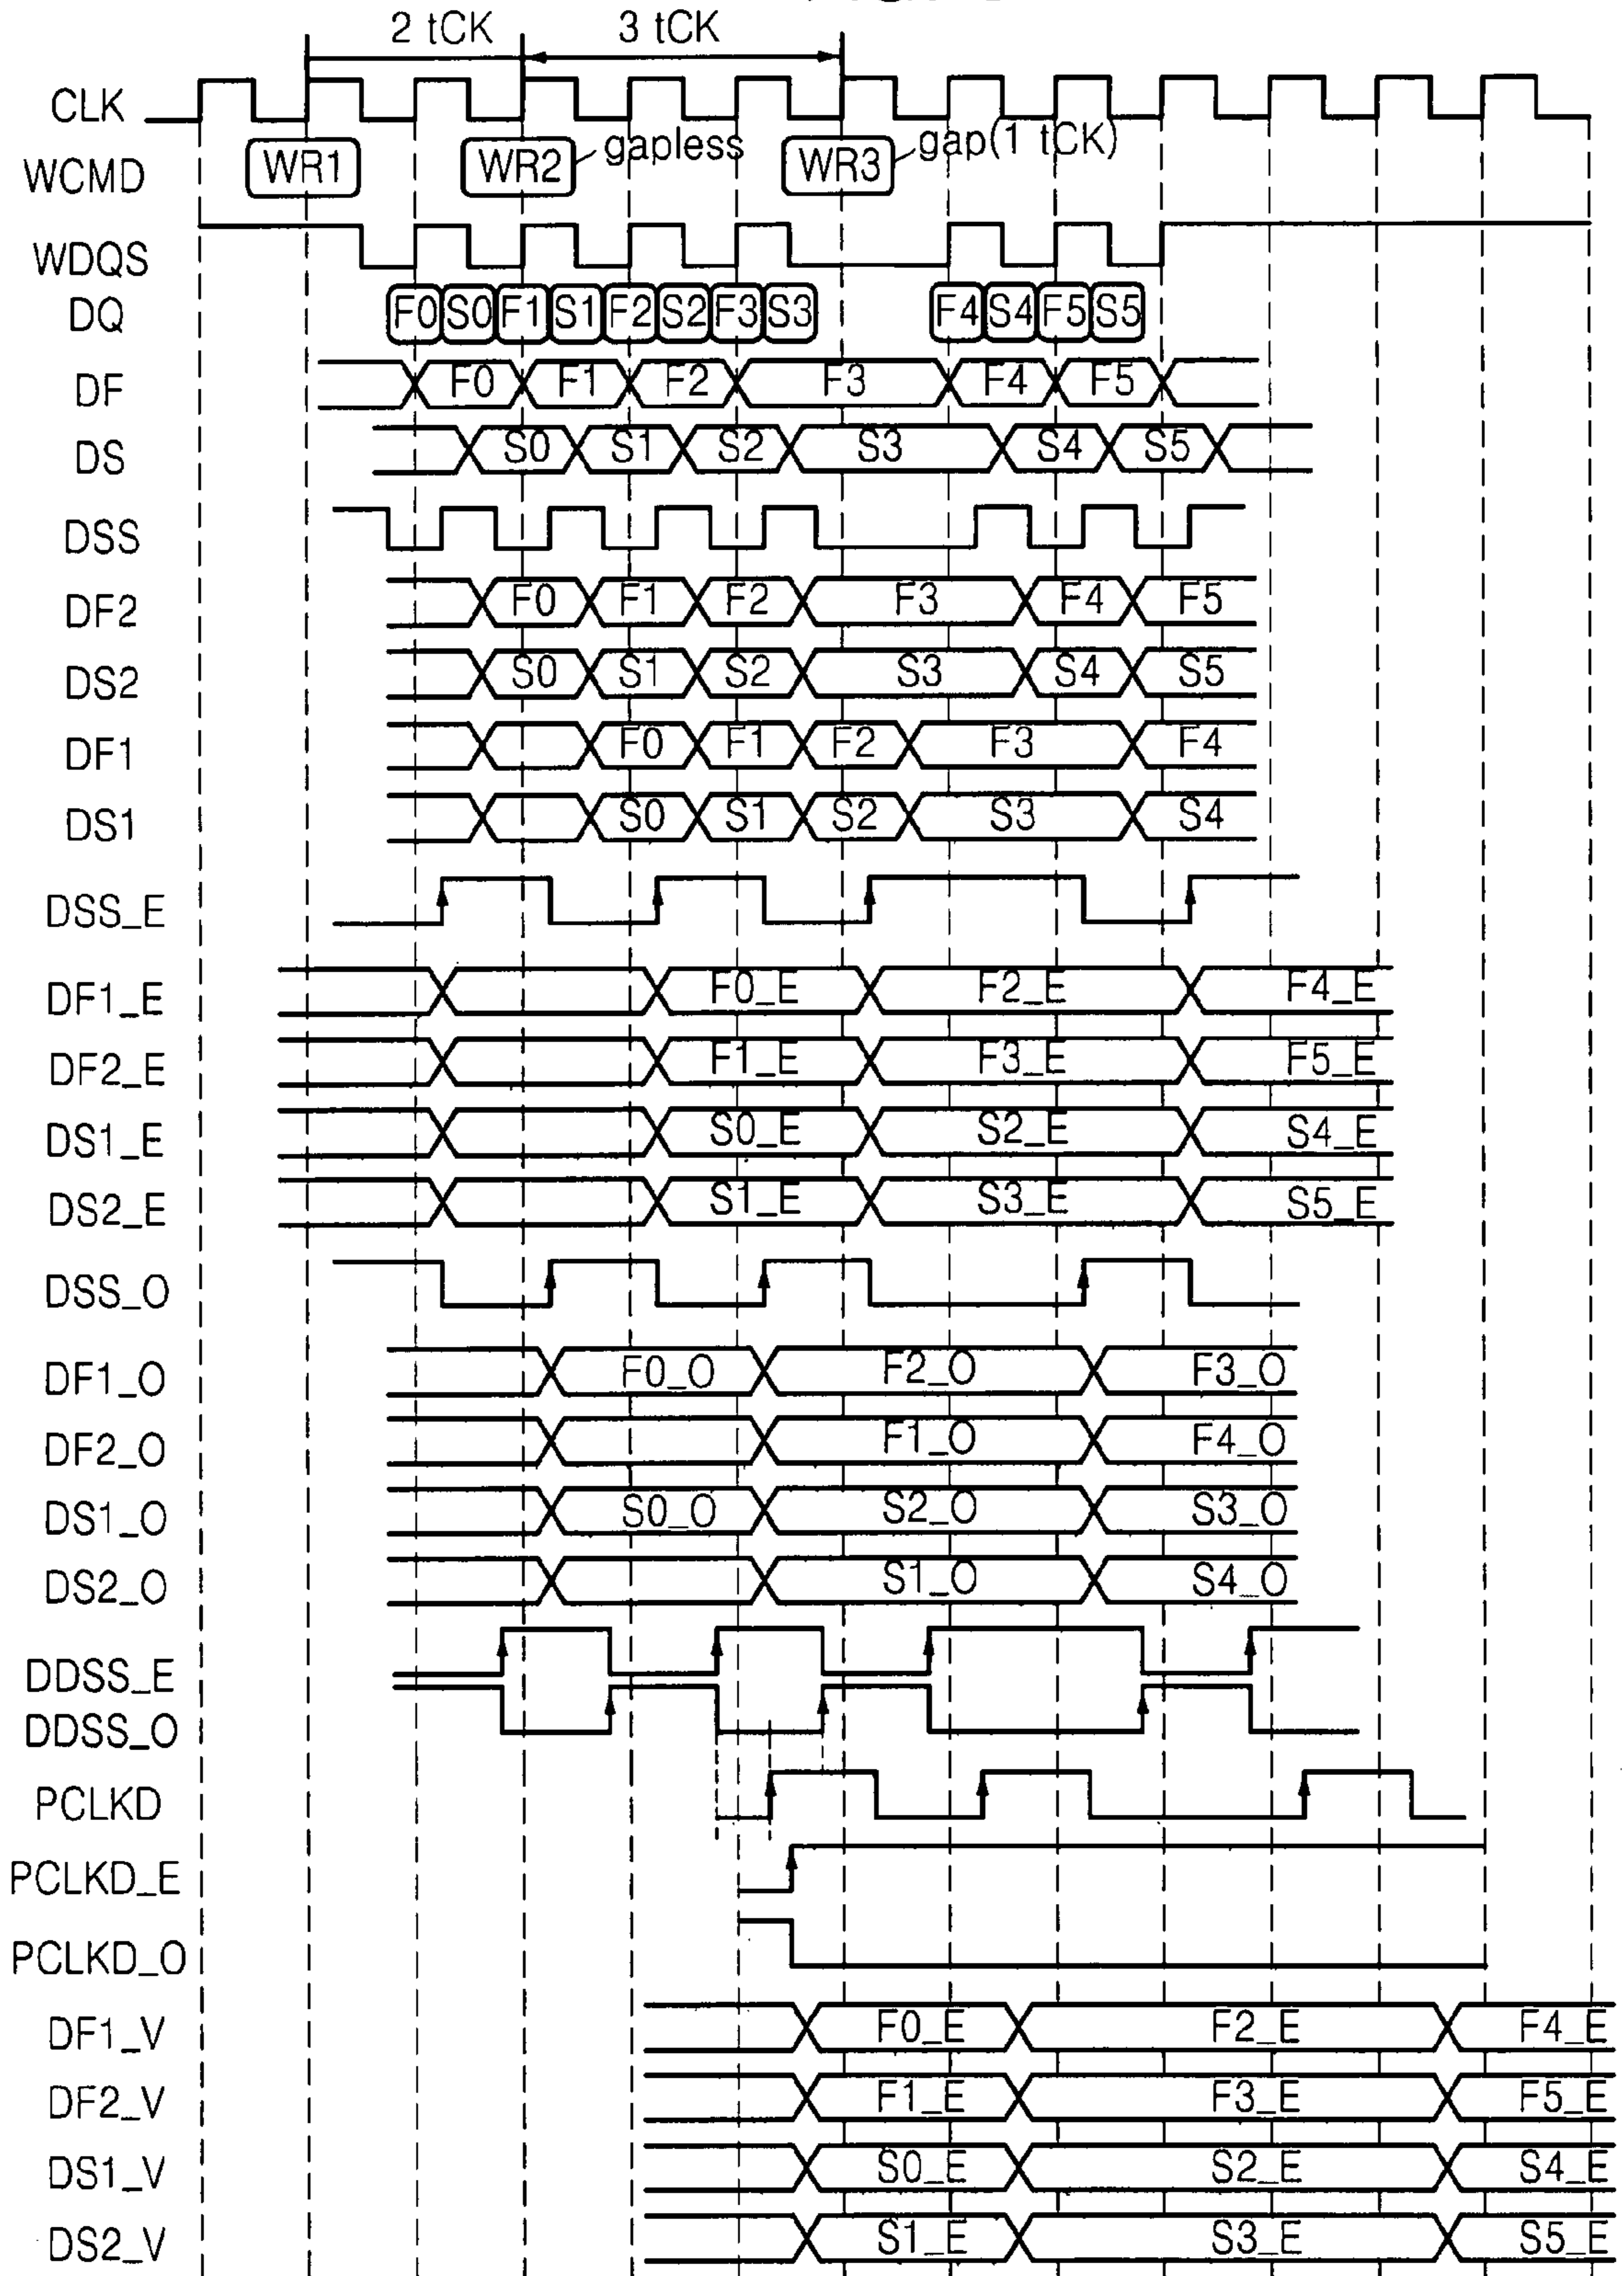 2 tCK 3 tCK
CLK
WCMD WR1 WR2 gapless WR3 gap(1 tCK)
WDQS
DQ F0 S0 F1 S1 F2 S2 F3 S3 F4 S4 F5 S5
DF F0 F1 F2 F3 F4 F5
DS S0 S1 S2 S3 S4 S5
DSS
DF2 F0 F1 F2 F3 F4 F5
DS2 S0 S1 S2 S3 S4 S5
DF1 F0 F1 F2 F3 F4
DS1 S0 S1 S2 S3 S4
DSS_E
DF1_E F0_E F2_E F4_E
DF2_E F1_E F3_E F5_E
DS1_E S0_E S2_E S4_E
DS2_E S1_E S3_E S5_E
DSS_O
DF1_O F0_O F2_O F3_O
DF2_O F1_O F4_O
DS1_O S0_O S2_O S3_O
DS2_O S1_O S4_O
DDSS_E
DDSS_O
PCLKD
PCLKD_E
PCLKD_O
DF1_V F0_E F2_E F4_E
DF2_V F1_E F3_E F5_E
DS1_V S0_E S2_E S4_E
DS2_V S1_E S3_E S5_E